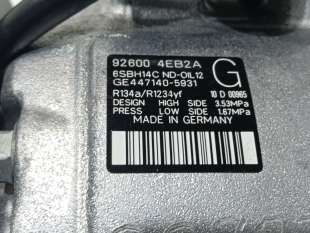 92600 4EB2A
6SBH14C ND-OIL12
GE447140-5931
G
R134a/R1234yf
10 D 00965
DESIGN HIGH SIDE 3.53MPa
PRESS LOW SIDE 1.67MPa
MADE IN GERMANY